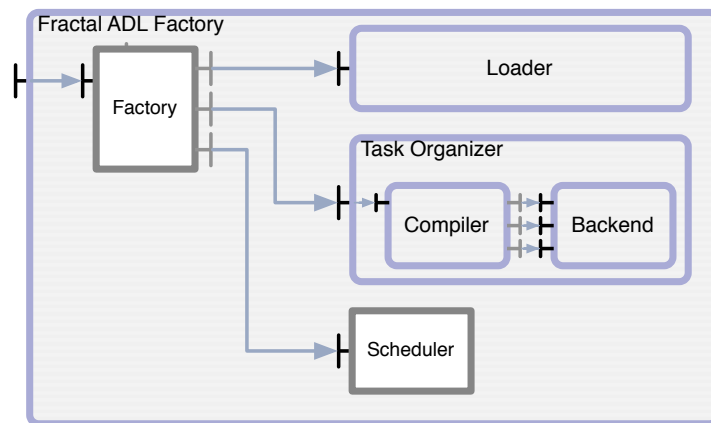 Fractal ADL Factory
Loader
Factory
Task Organizer
Compiler
Backend
Scheduler